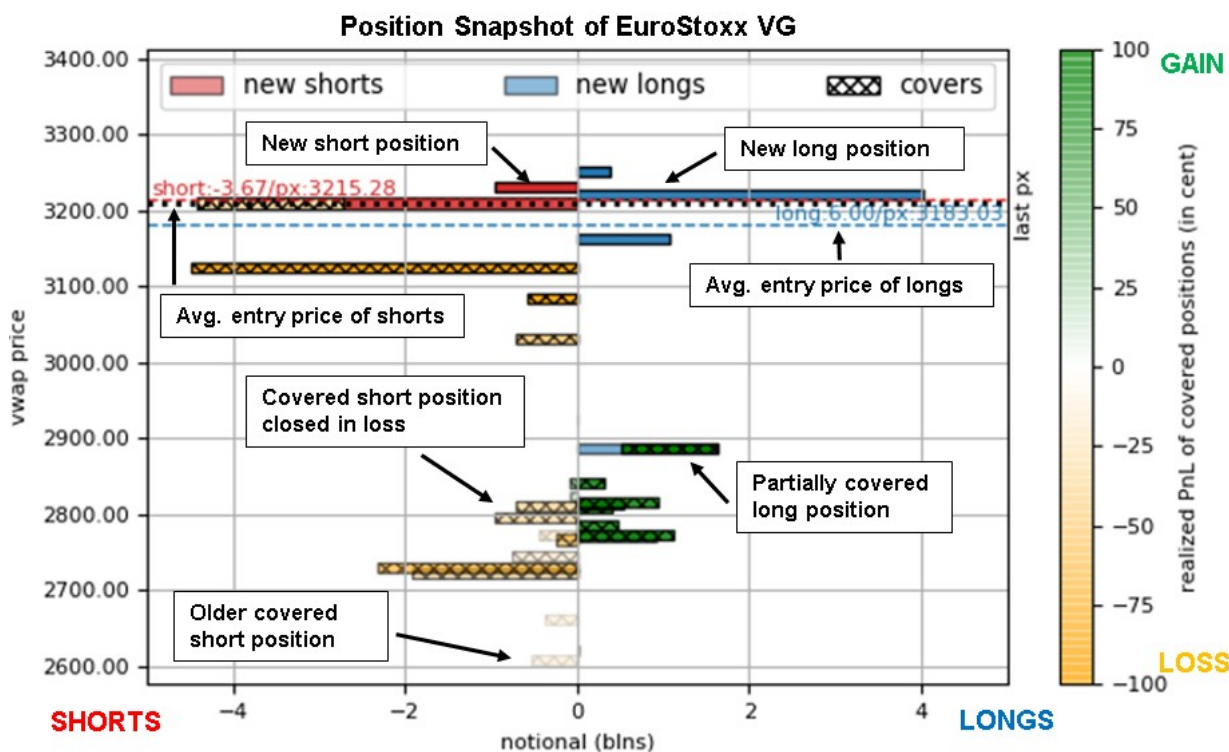 Position Snapshot of EuroStoxx VG
3400.00
3300.00
3200.00
3100.00
3000.00
2900.00
2800.00
2700.00
2600.00
vwap price
new shorts
new longs
covers
New short position
New long position
short:-3.67/px:3215.28
long:6.00/px:3183.03
last px
Avg. entry price of shorts
Avg. entry price of longs
Covered short position
closed in loss
Partially covered
long position
Older covered
short position
SHORTS
−4
−2
0
2
4
LONGS
notional (blns)
100
75
50
25
0
−25
−50
−75
−100
realized PnL of covered positions (in cent)
GAIN
LOSS